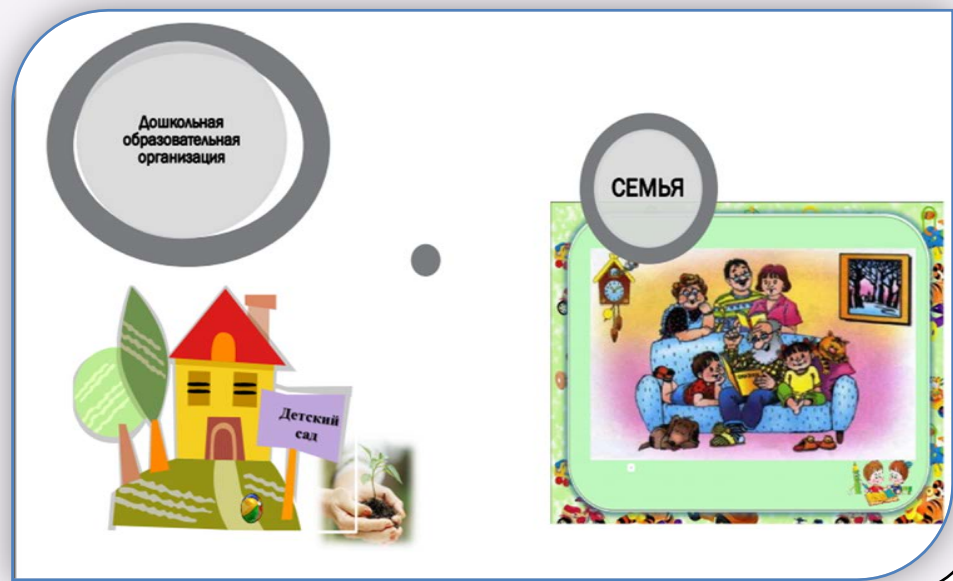 Дошкольная
образовательная
организация
СЕМЬЯ
Детский
сад